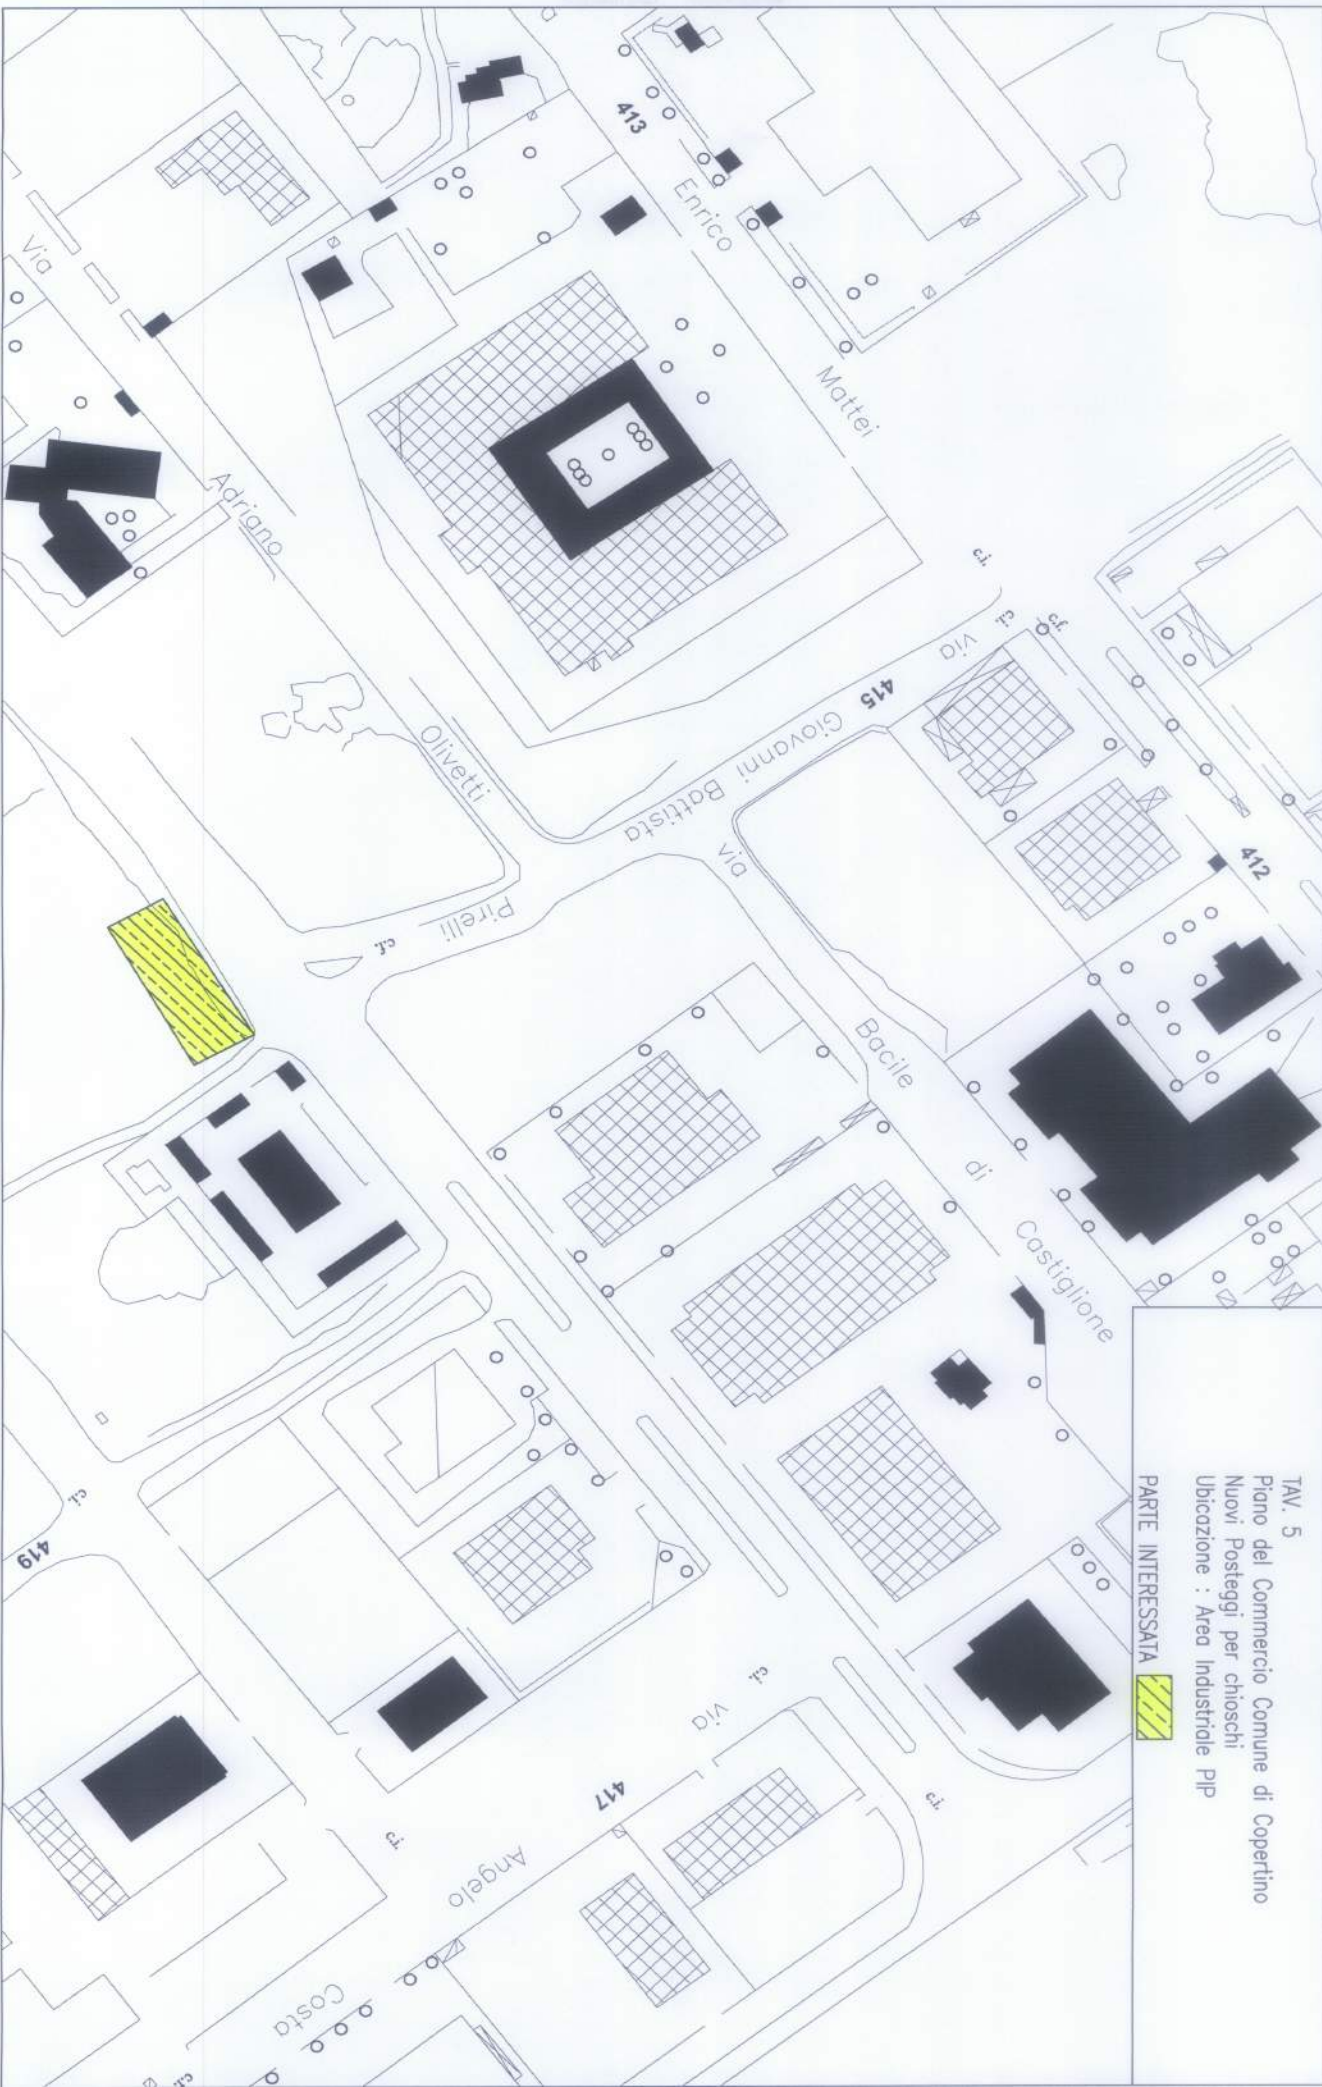 TAV. 5
Piano del Commercio Comune di Copertino
Nuovi Posteggi per chioschi
Ubicazione : Area Industriale PIP
PARTE INTERESSATA
413
Enrico
Mattei
c.i.
c.i.
c.f.
via
415
Giovanni
Battista
Pirelli
c.f.
412
Via
Adriano
Olivetti
via
Bacile
di
Castiglione
c.i.
419
c.i.
via
417
c.i.
c.i.
Angelo
Costa
c.i.